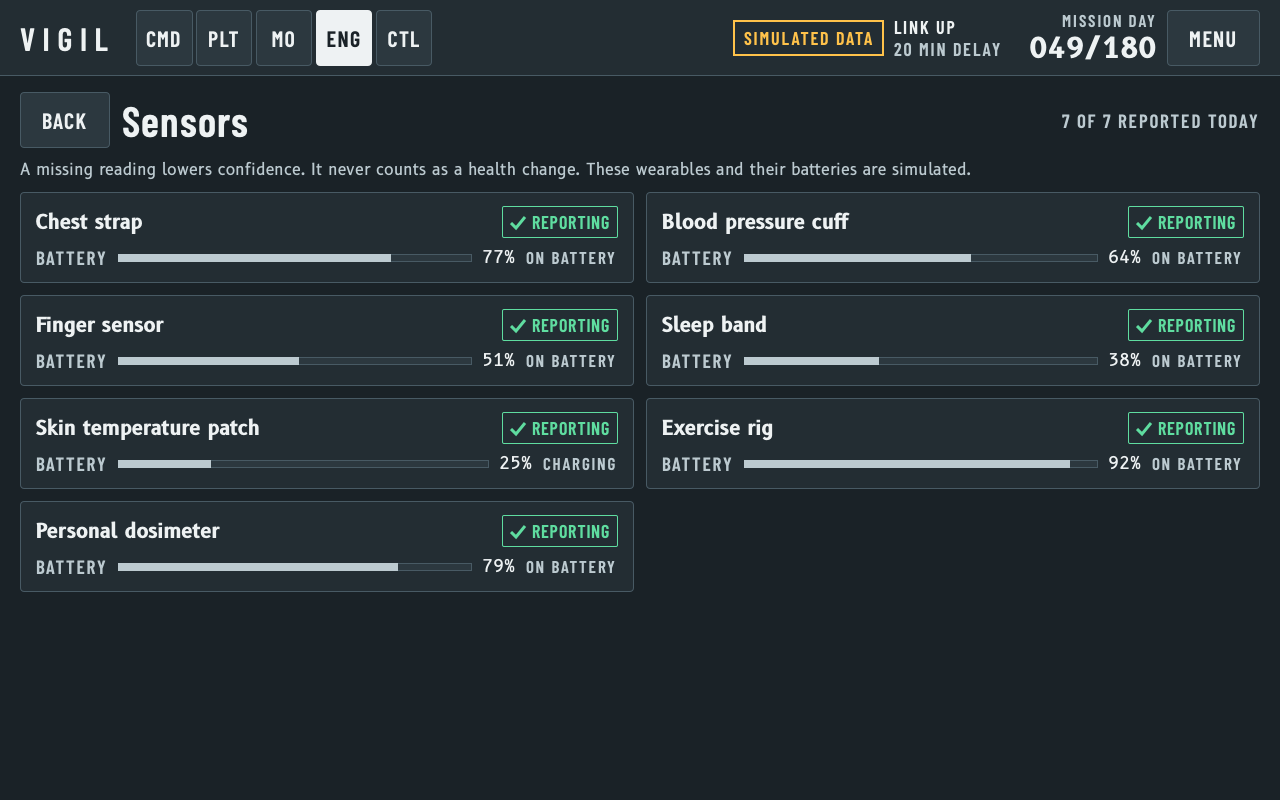 VIGIL CMD PLT MO ENG CTL SIMULATED DATA LINK UP 20 MIN DELAY MISSION DAY 049/180 MENU
BACK Sensors 7 OF 7 REPORTED TODAY
A missing reading lowers confidence. It never counts as a health change. These wearables and their batteries are simulated.
Chest strap REPORTING
BATTERY 77% ON BATTERY
Blood pressure cuff REPORTING
BATTERY 64% ON BATTERY
Finger sensor REPORTING
BATTERY 51% ON BATTERY
Sleep band REPORTING
BATTERY 38% ON BATTERY
Skin temperature patch REPORTING
BATTERY 25% CHARGING
Exercise rig REPORTING
BATTERY 92% ON BATTERY
Personal dosimeter REPORTING
BATTERY 79% ON BATTERY